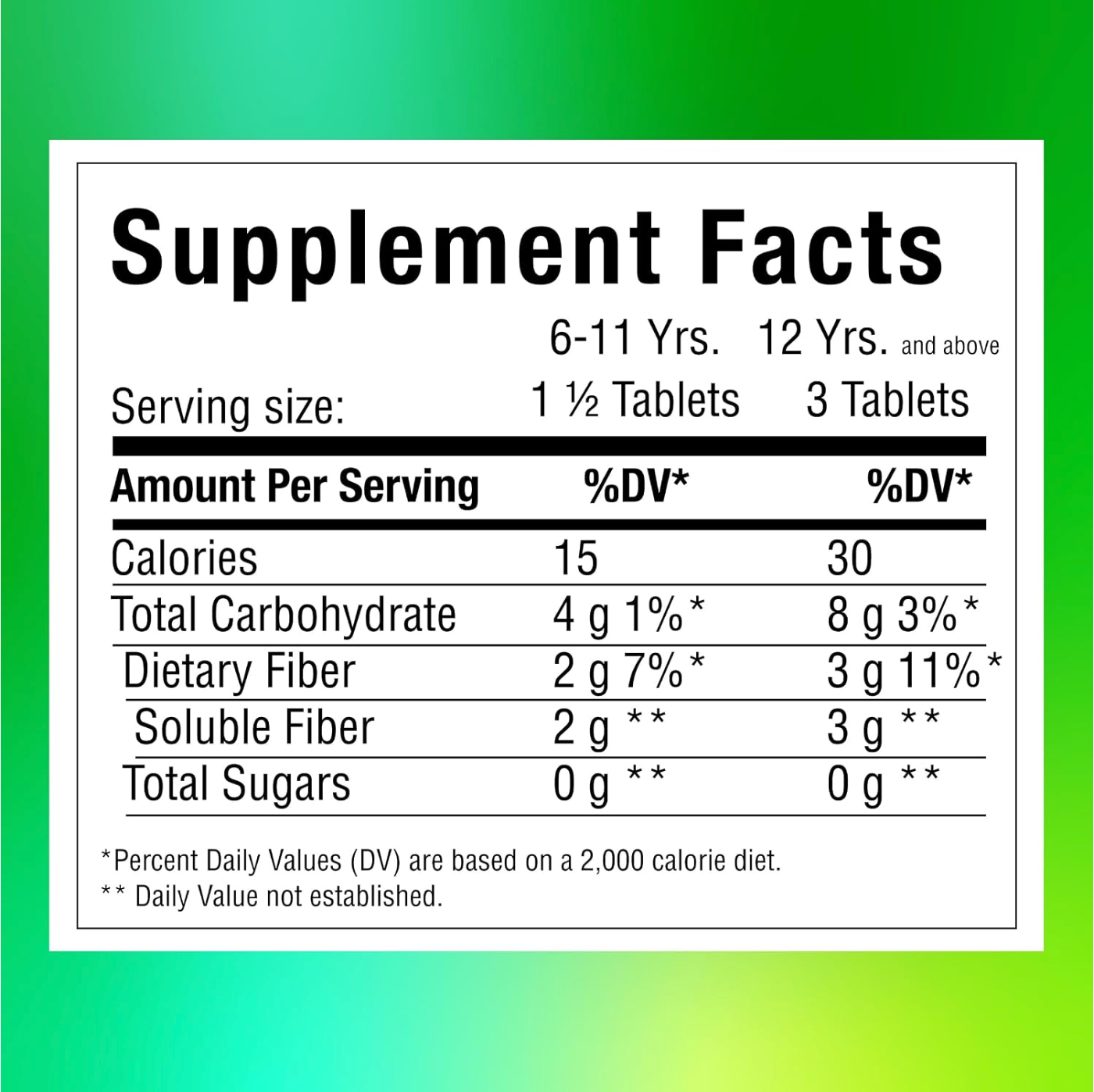 Supplement Facts
6-11 Yrs. 12 Yrs. and above
Serving size: 1 ½ Tablets 3 Tablets
Amount Per Serving %DV* %DV*
Calories 15 30
Total Carbohydrate 4 g 1%* 8 g 3%*
Dietary Fiber 2 g 7%* 3 g 11%*
Soluble Fiber 2 g ** 3 g **
Total Sugars 0 g ** 0 g **
*Percent Daily Values (DV) are based on a 2,000 calorie diet.
** Daily Value not established.